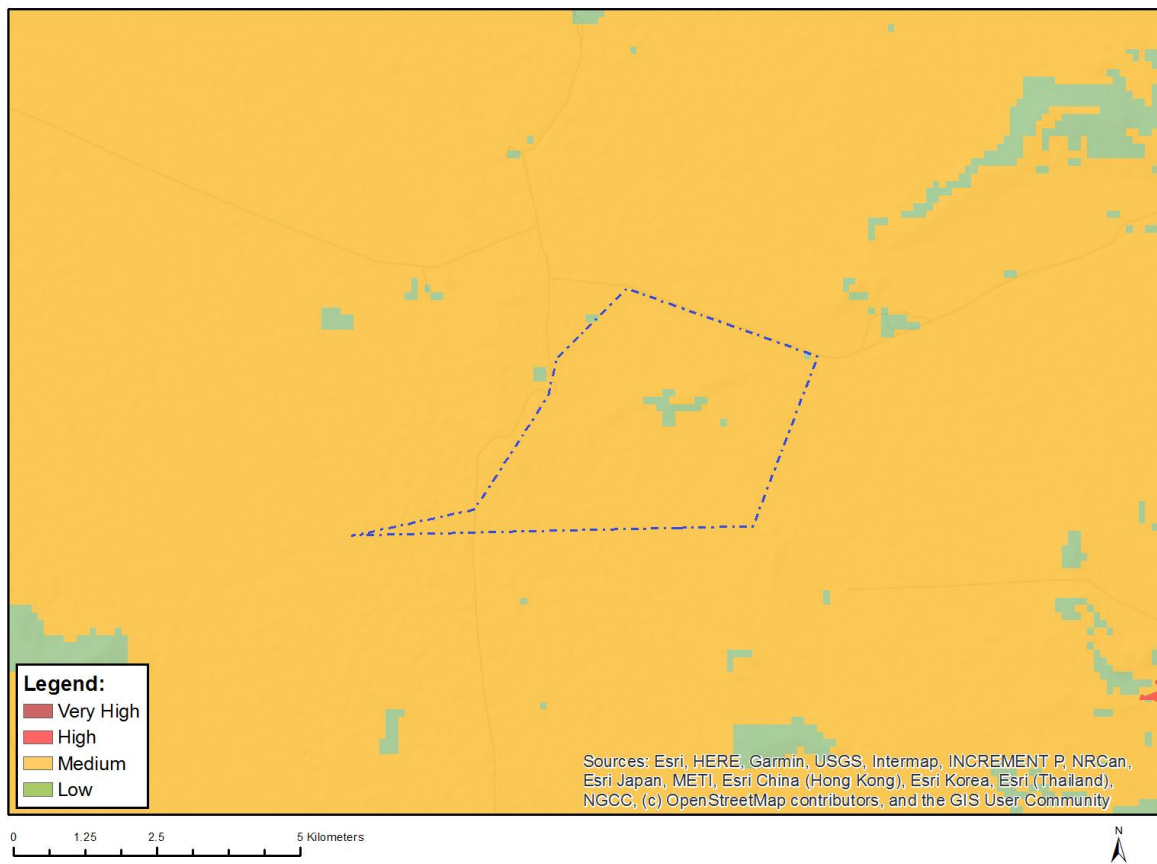 Legend:
Very High
High
Medium
Low
Sources: Esri, HERE, Garmin, USGS, Intermap, INCREMENT P, NRCan,
Esri Japan, METI, Esri China (Hong Kong), Esri Korea, Esri (Thailand),
NGCC, (c) OpenStreetMap contributors, and the GIS User Community
0 1.25 2.5 5 Kilometers
N